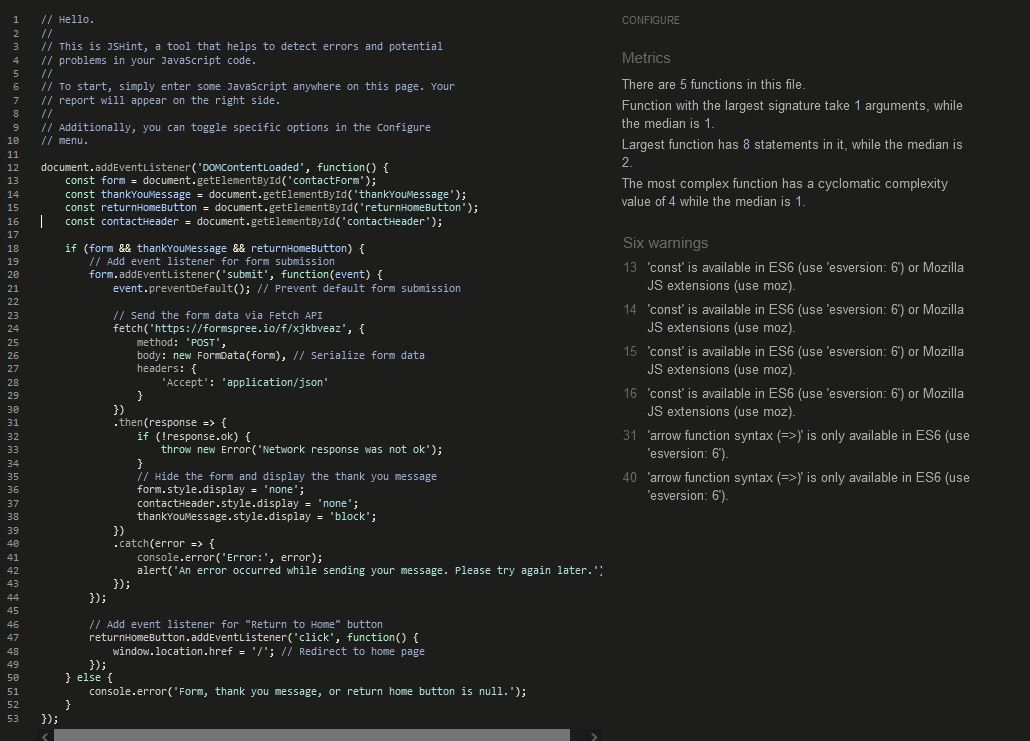 1 // Hello.
2 //
3 // This is JSHint, a tool that helps to detect errors and potential
4 // problems in your JavaScript code.
5 //
6 // To start, simply enter some JavaScript anywhere on this page. Your
7 // report will appear on the right side.
8 //
9 // Additionally, you can toggle specific options in the Configure
10 // menu.
11
12 document.addEventListener('DOMContentLoaded', function() {
13     const form = document.getElementById('contactForm');
14     const thankYouMessage = document.getElementById('thankYouMessage');
15     const returnHomeButton = document.getElementById('returnHomeButton');
16     const contactHeader = document.getElementById('contactHeader');
17
18     if (form && thankYouMessage && returnHomeButton) {
19         // Add event listener for form submission
20         form.addEventListener('submit', function(event) {
21             event.preventDefault(); // Prevent default form submission
22
23             // Send the form data via Fetch API
24             fetch('https://formspree.io/f/xjkbveaz', {
25                 method: 'POST',
26                 body: new FormData(form), // Serialize form data
27                 headers: {
28                     'Accept': 'application/json'
29                 }
30             })
31             .then(response => {
32                 if (!response.ok) {
33                     throw new Error('Network response was not ok');
34                 }
35                 // Hide the form and display the thank you message
36                 form.style.display = 'none';
37                 contactHeader.style.display = 'none';
38                 thankYouMessage.style.display = 'block';
39             })
40             .catch(error => {
41                 console.error('Error:', error);
42                 alert('An error occurred while sending your message. Please try again later.')
43             });
44         });
45
46         // Add event listener for "Return to Home" button
47         returnHomeButton.addEventListener('click', function() {
48             window.location.href = '/'; // Redirect to home page
49         });
50     } else {
51         console.error('Form, thank you message, or return home button is null.');
52     }
53 });
CONFIGURE
Metrics
There are 5 functions in this file.
Function with the largest signature take 1 arguments, while
the median is 1.
Largest function has 8 statements in it, while the median is
2.
The most complex function has a cyclomatic complexity
value of 4 while the median is 1.
Six warnings
13 'const' is available in ES6 (use 'esversion: 6') or Mozilla
JS extensions (use moz).
14 'const' is available in ES6 (use 'esversion: 6') or Mozilla
JS extensions (use moz).
15 'const' is available in ES6 (use 'esversion: 6') or Mozilla
JS extensions (use moz).
16 'const' is available in ES6 (use 'esversion: 6') or Mozilla
JS extensions (use moz).
31 'arrow function syntax (=>)' is only available in ES6 (use
'esversion: 6').
40 'arrow function syntax (=>)' is only available in ES6 (use
'esversion: 6').